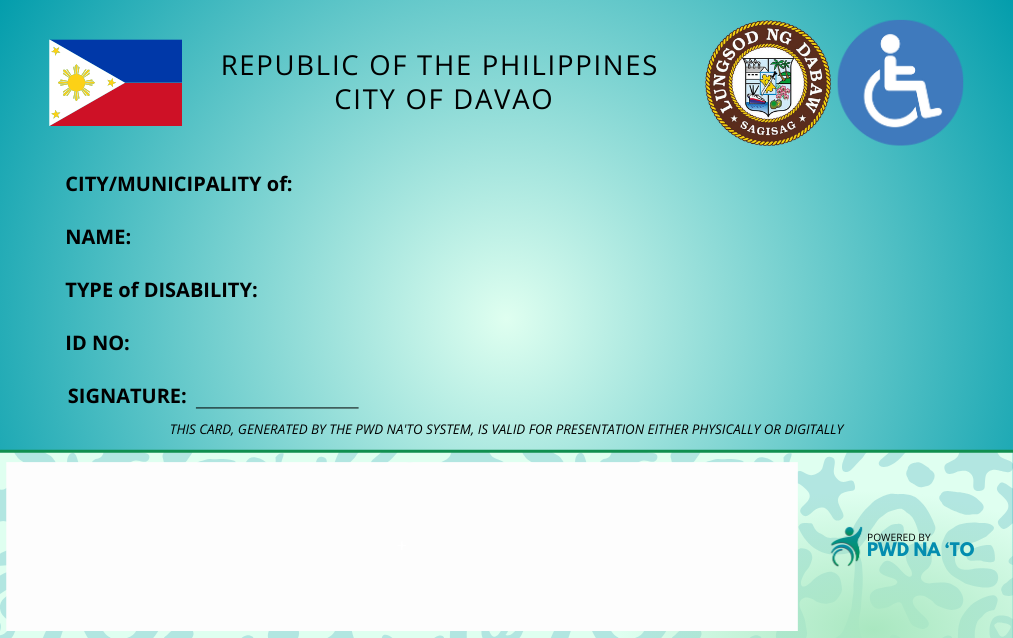 REPUBLIC OF THE PHILIPPINES
CITY OF DAVAO
LUNGSOD NG DABAW
SAGISAG
CITY/MUNICIPALITY of:
NAME:
TYPE of DISABILITY:
ID NO:
SIGNATURE:
THIS CARD, GENERATED BY THE PWD NA'TO SYSTEM, IS VALID FOR PRESENTATION EITHER PHYSICALLY OR DIGITALLY
POWERED BY
PWD NA ‘TO